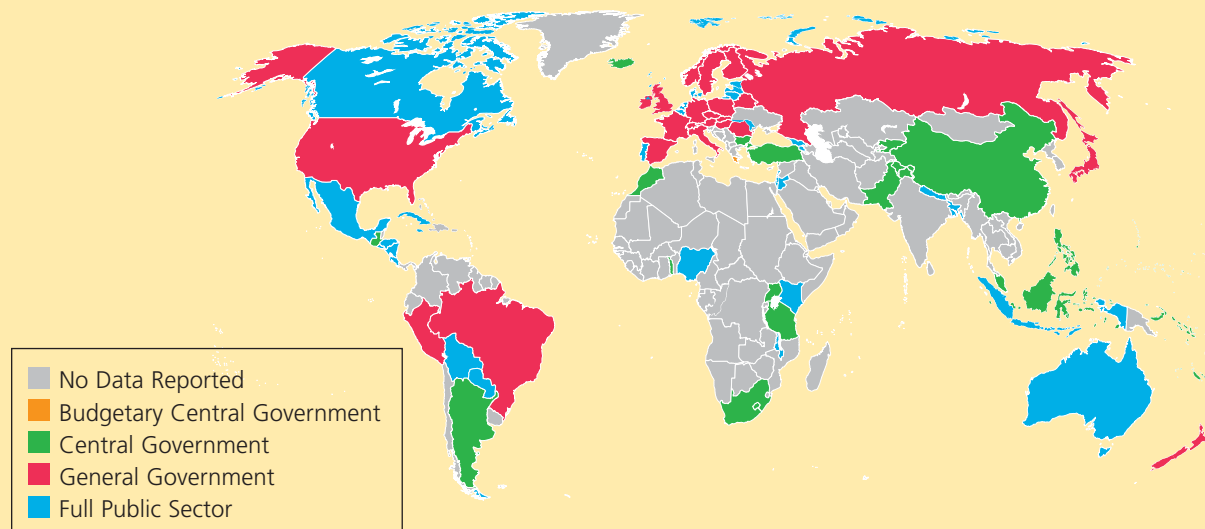 No Data Reported
Budgetary Central Government
Central Government
General Government
Full Public Sector